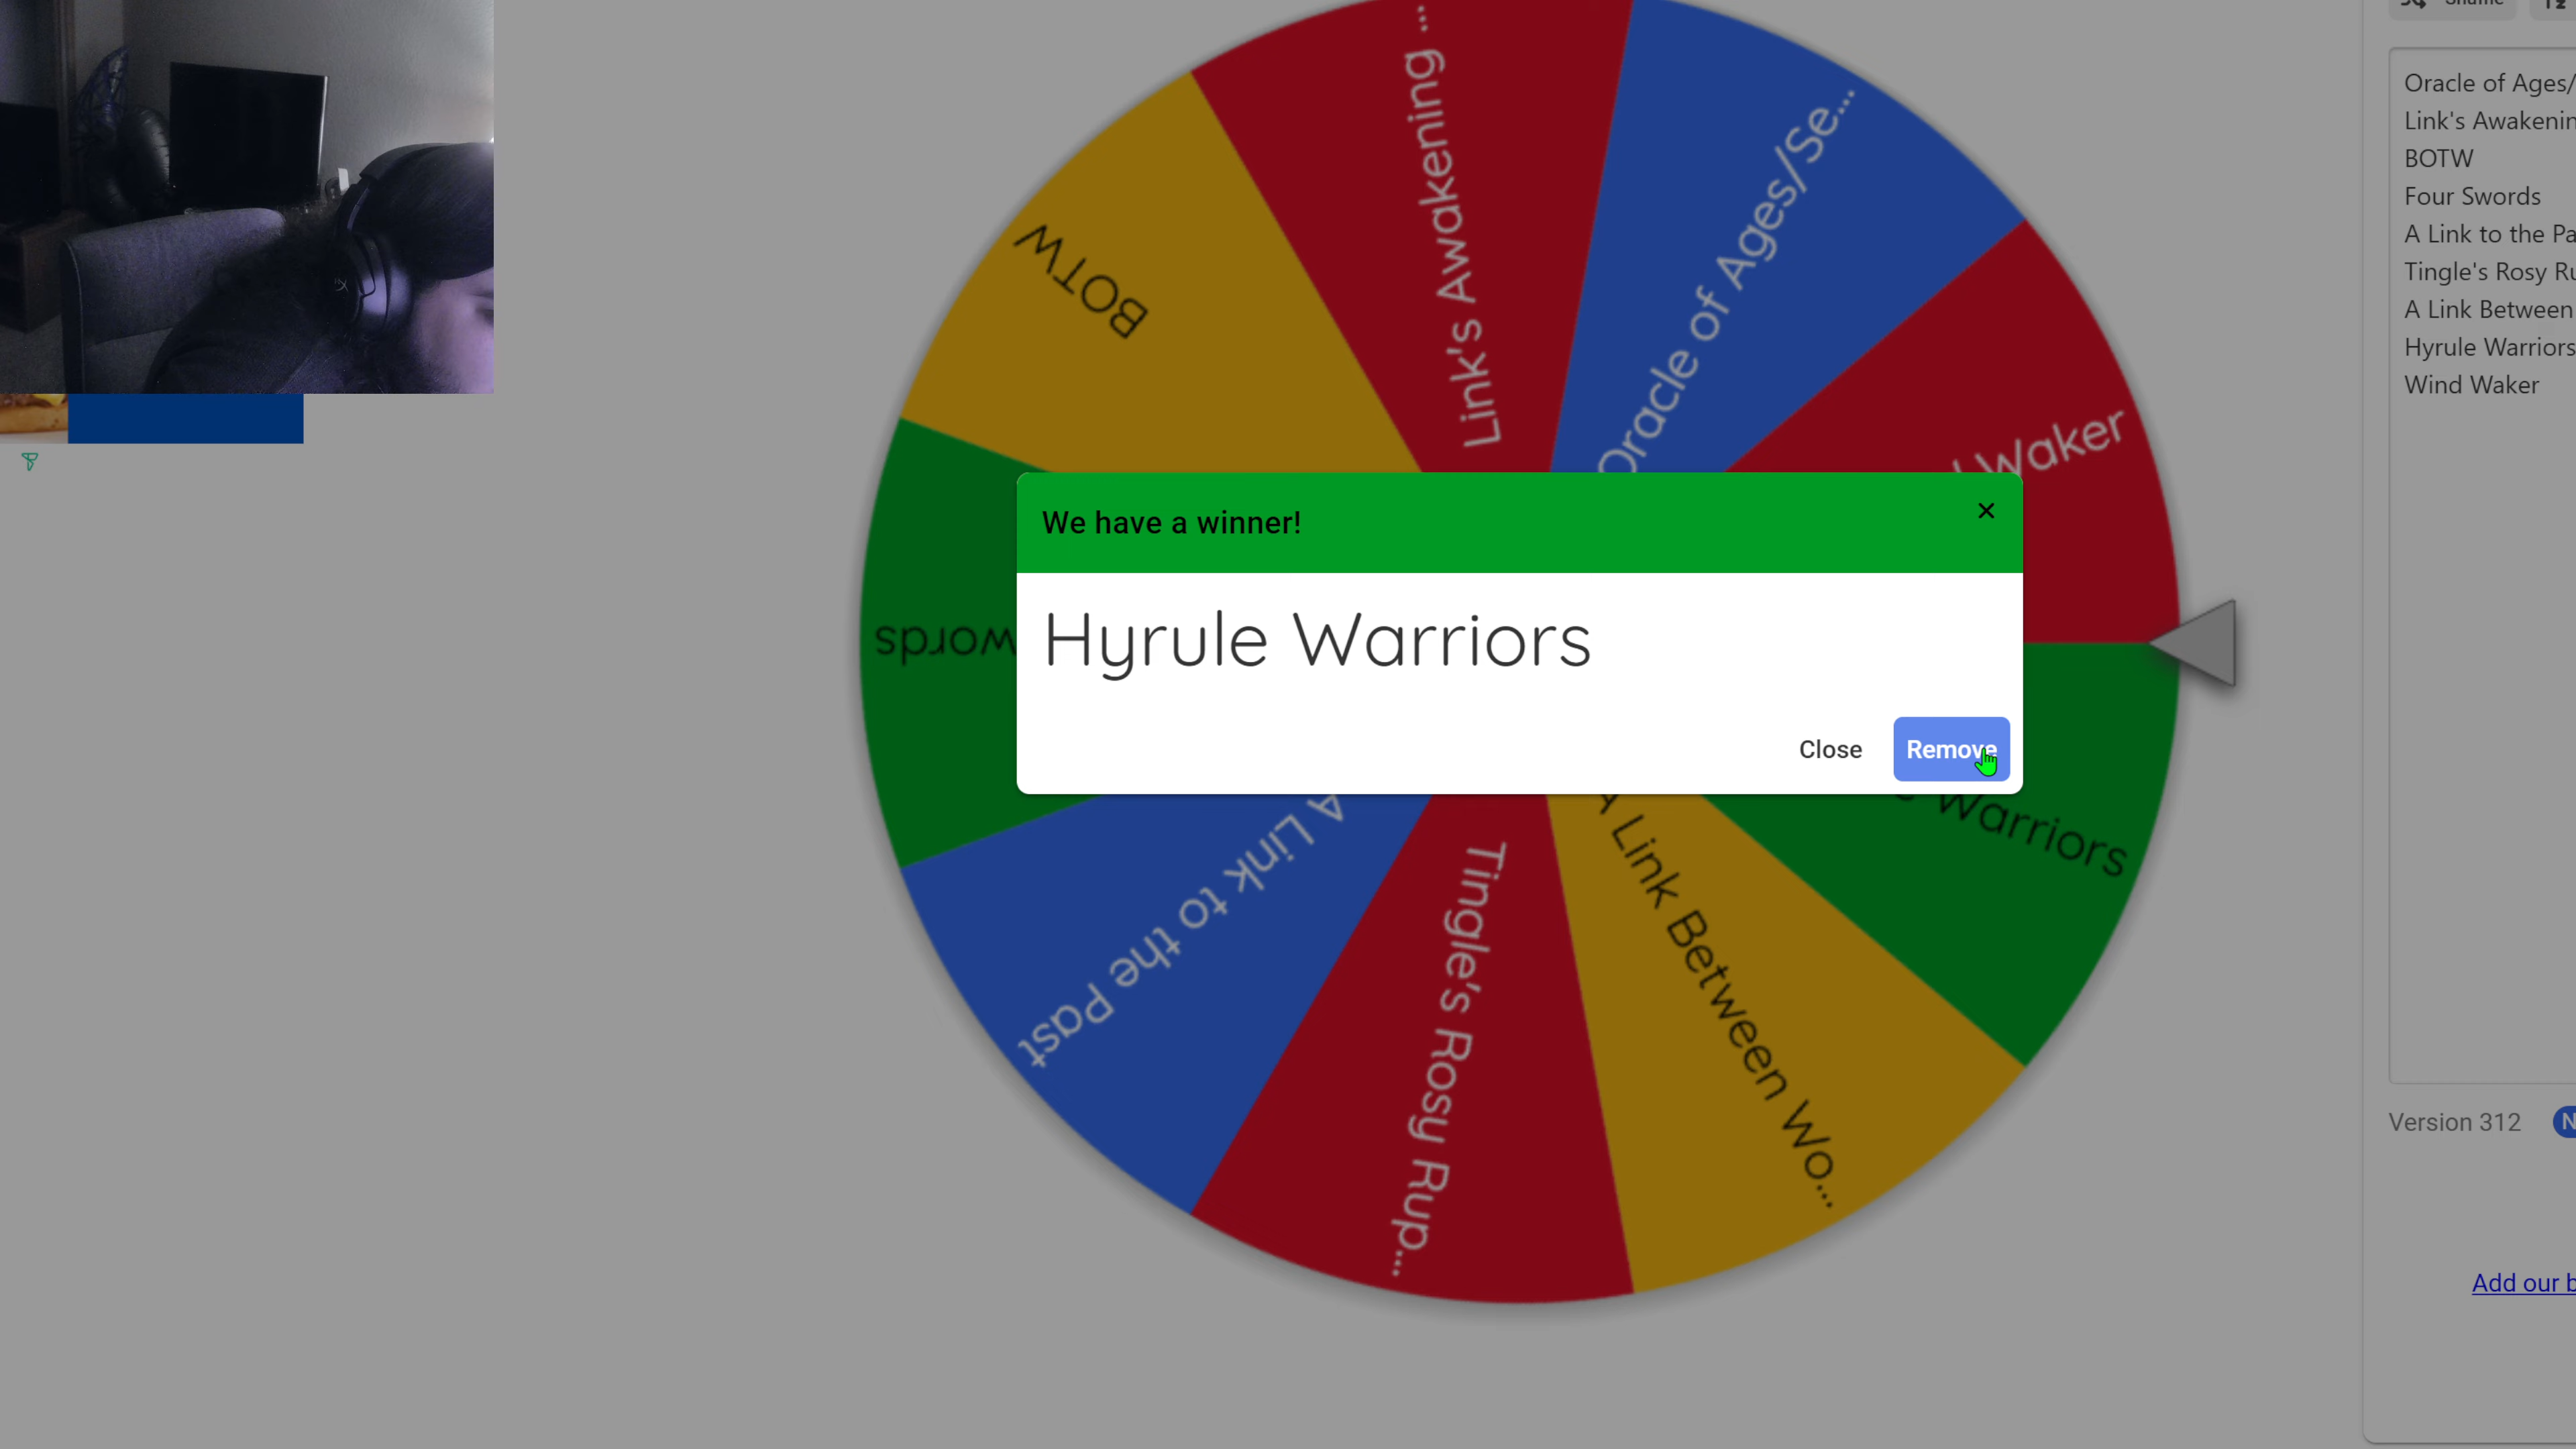 Oracle of Ages/
Link's Awakenin
BOTW
Four Swords
A Link to the Pa
Tingle's Rosy Ru
A Link Between
Hyrule Warriors
Wind Waker
Link's Awakening ...
Oracle of Ages/Se...
BOTW
Waker
We have a winner!
Hyrule Warriors
Close
Remove
words
Warriors
A Link to the Past
Tingle's Rosy Rup...
A Link Between Wo...
Version 312
Add our b